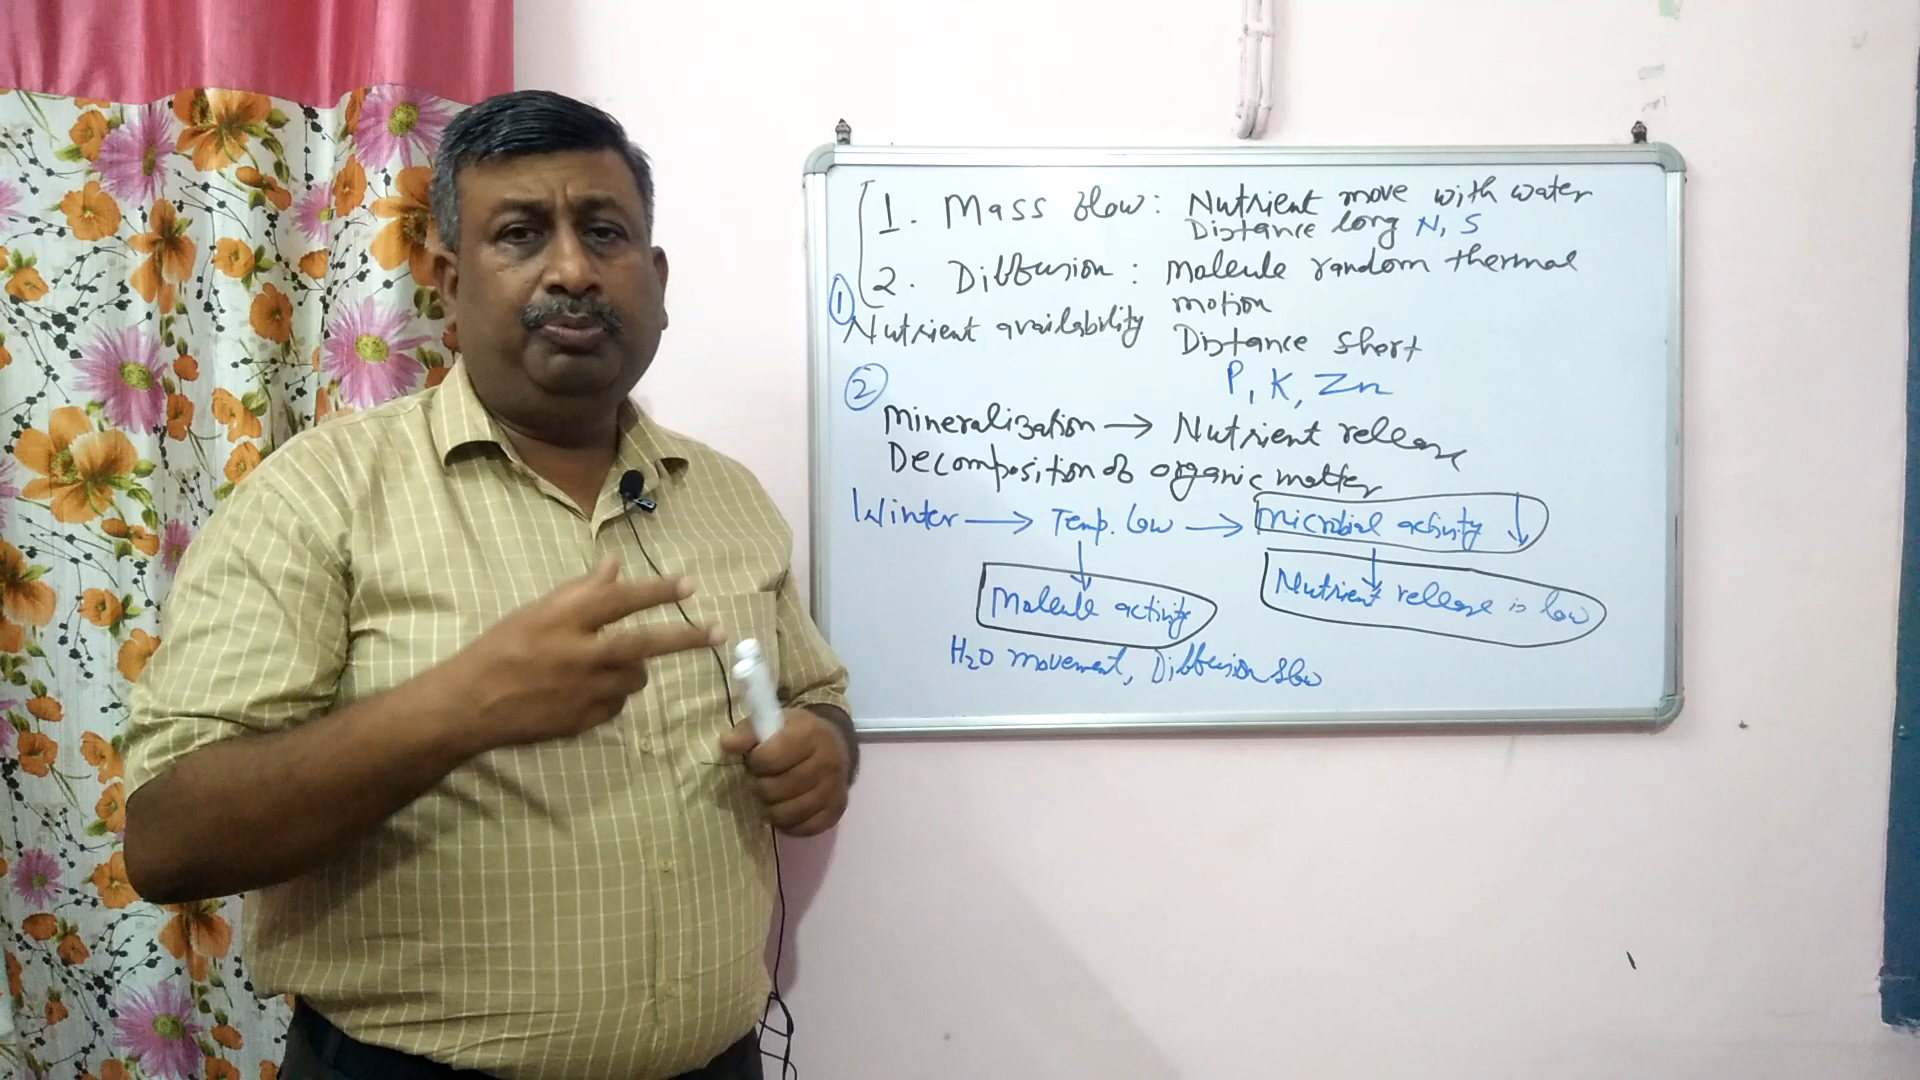 1. Mass flow: Nutrient move with water
Distance long N, S
2. Diffusion: Molecule random thermal
motion
①
Nutrient availability
Distance short
P, K, Zn
②
Mineralization → Nutrient release
Decomposition of organic matter
Winter → Temp. low → Microbial activity ↓
Molecule activity
Nutrient release is low
H₂O movement, Diffusion slow